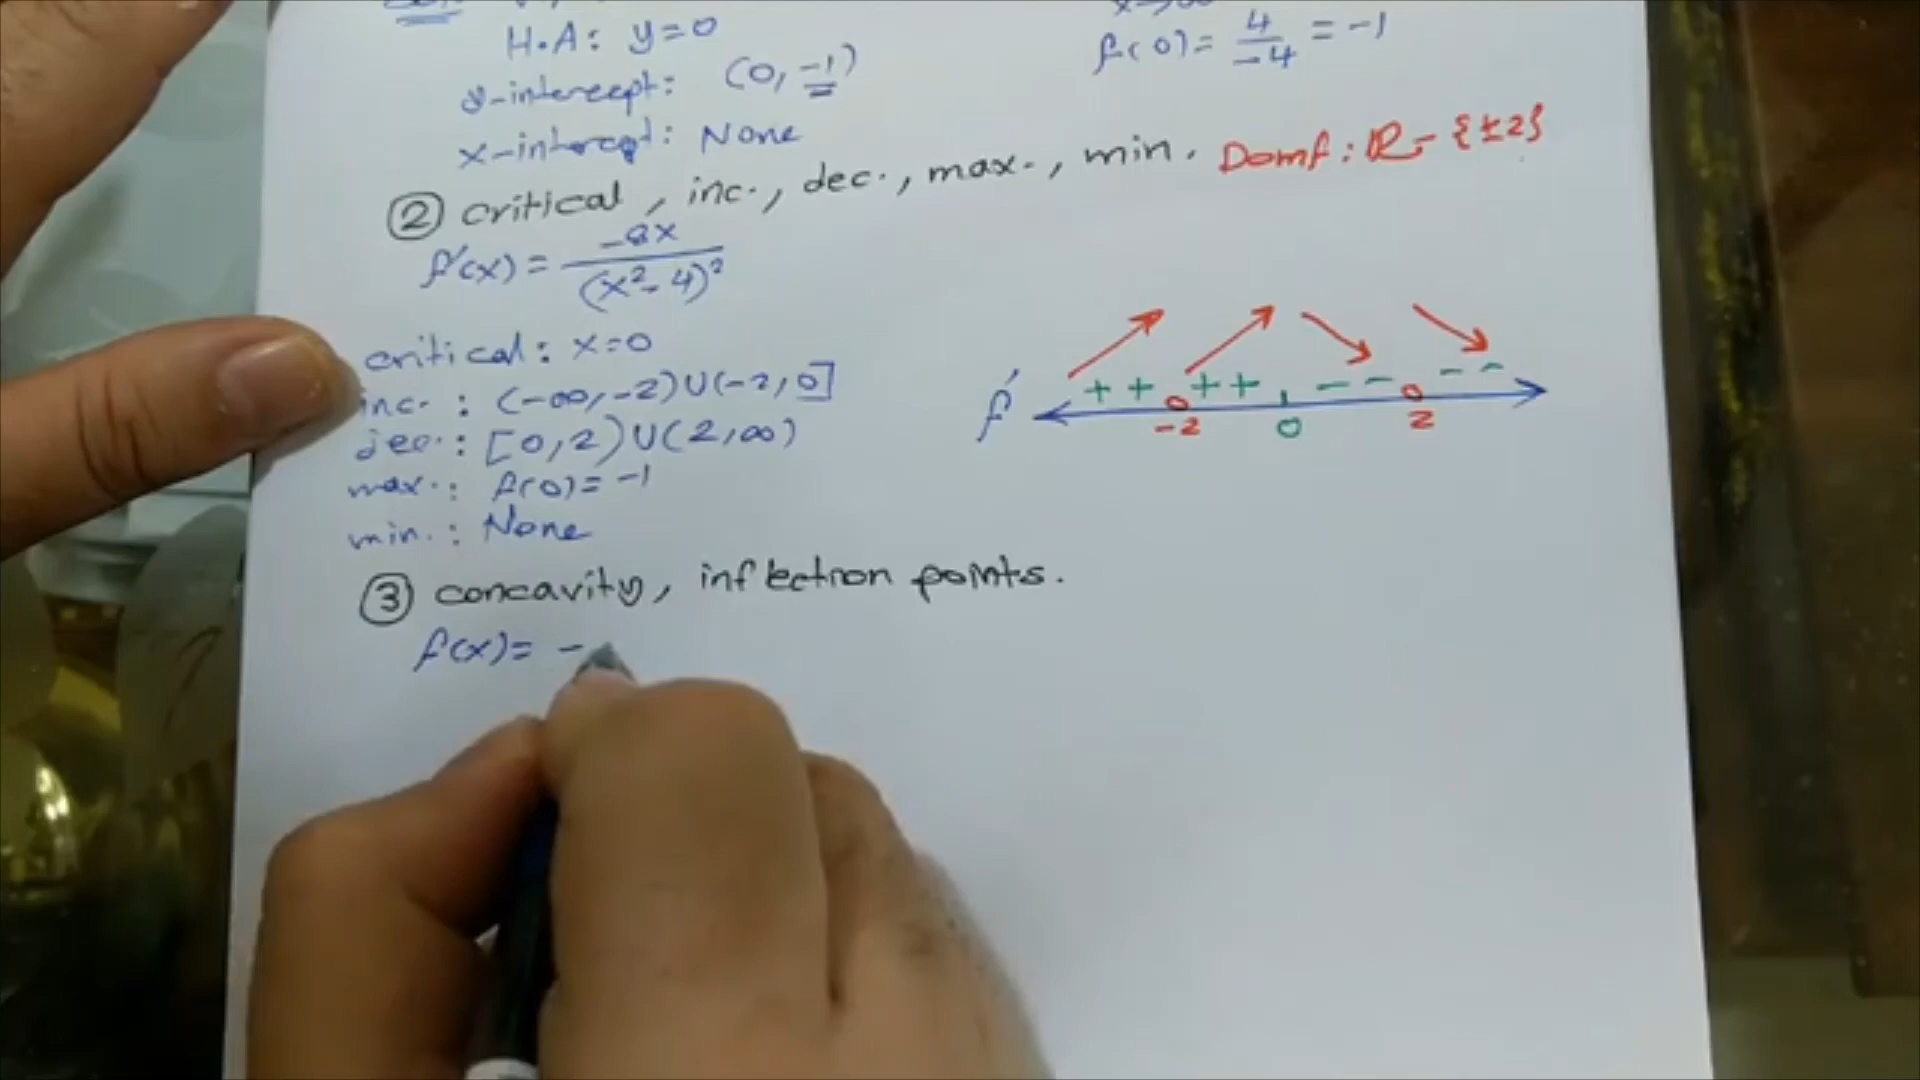 H.A: y=0
f(0)= 4/-4 = -1
y-intercept: (0, -1)
x-intercept: None
② critical, inc., dec., max., min. Domf: R- {±2}
f'(x) = -8x/(x²-4)²
critical: x=0
inc. : (-∞,-2)∪(-2,0]
dec. : [0,2)∪(2,∞)
max. : f(0)= -1
min. : None
f' + + + + - - - -
-2 0 2
③ concavity, inflection points.
f(x)= -